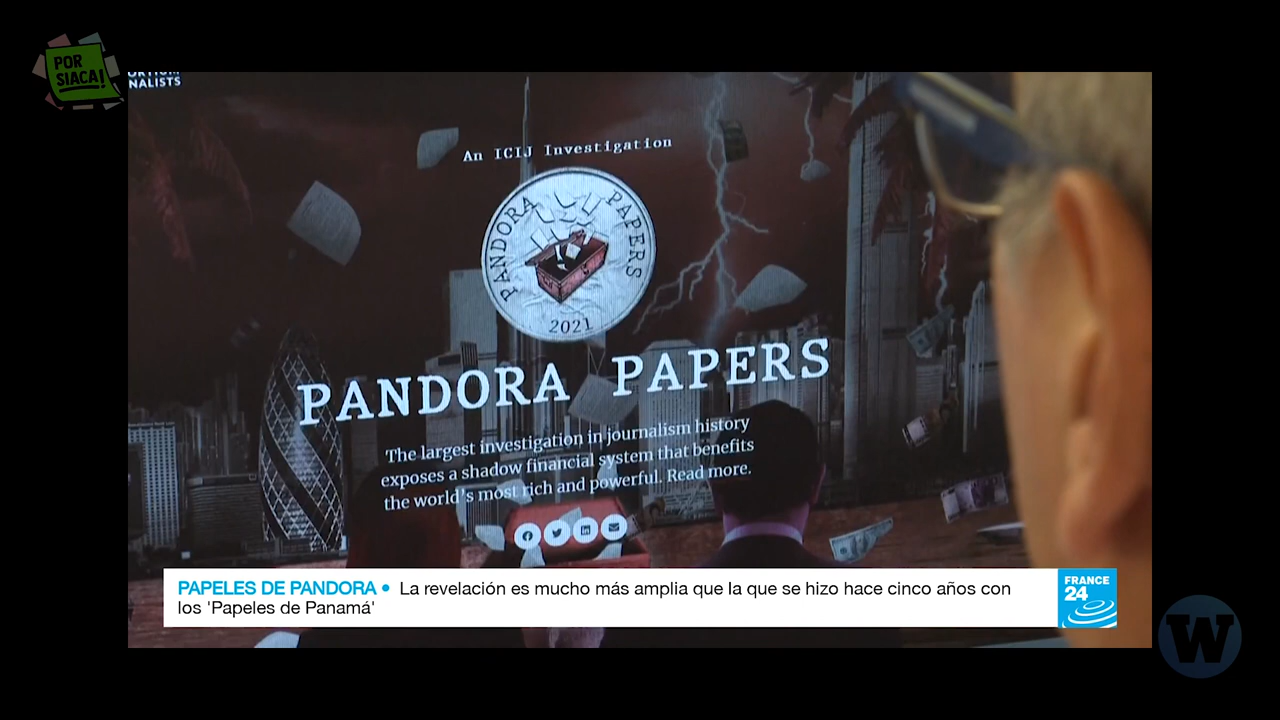 POR
SIACA!
NALISTS
An ICIJ Investigation
PANDORA PAPERS
2021
PANDORA PAPERS
The largest investigation in journalism history
exposes a shadow financial system that benefits
the world's most rich and powerful. Read more.
PAPELES DE PANDORA • La revelación es mucho más amplia que la que se hizo hace cinco años con
los 'Papeles de Panamá'
FRANCE
24
W